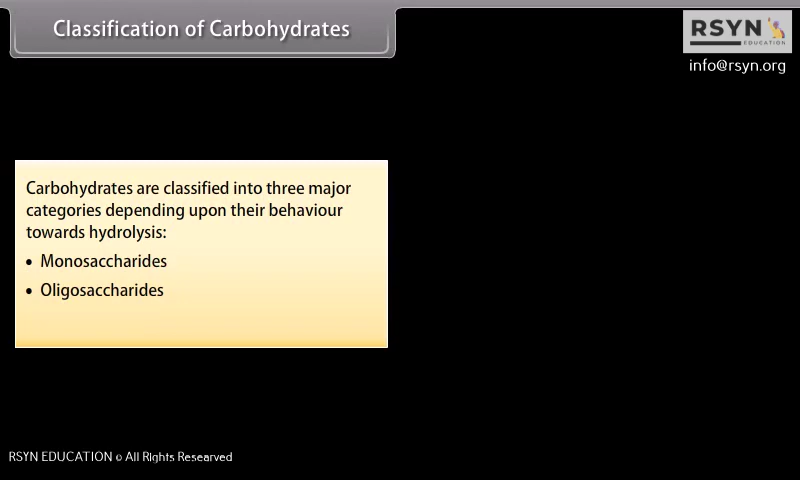 Classification of Carbohydrates
RSYN
EDUCATION
info@rsyn.org
Carbohydrates are classified into three major
categories depending upon their behaviour
towards hydrolysis:
• Monosaccharides
• Oligosaccharides
RSYN EDUCATION © All Rights Researved